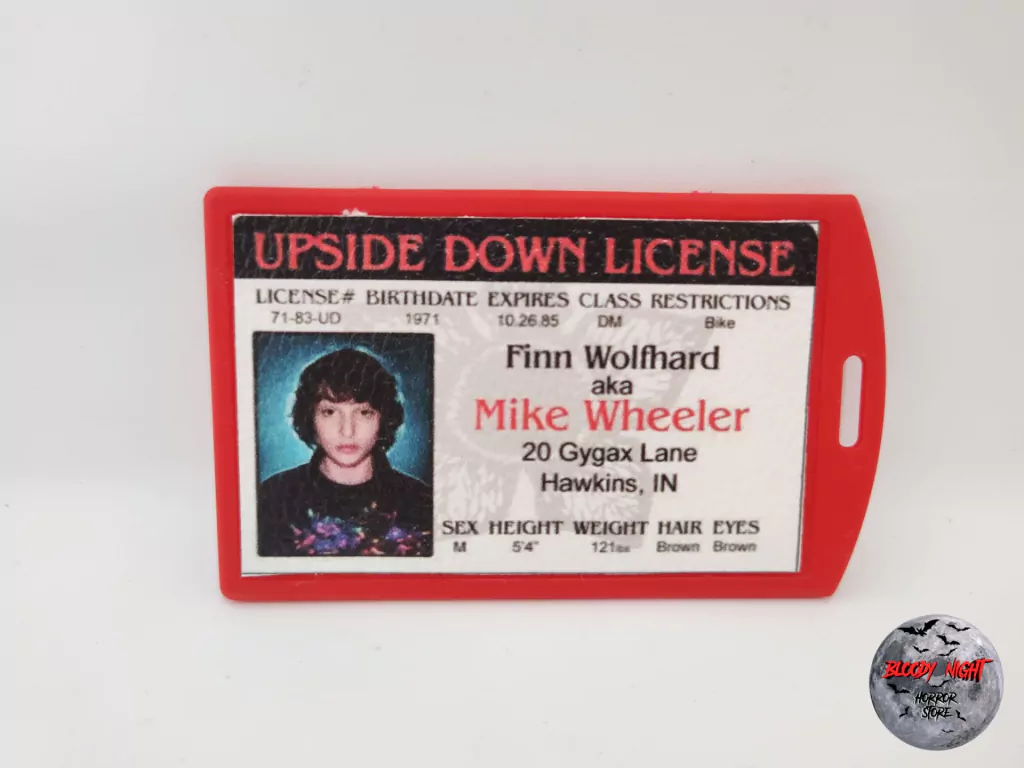 UPSIDE DOWN LICENSE
LICENSE# BIRTHDATE EXPIRES CLASS RESTRICTIONS
71-83-UD 1971 10.26.85 DM Bike
Finn Wolfhard
aka
Mike Wheeler
20 Gygax Lane
Hawkins, IN
SEX HEIGHT WEIGHT HAIR EYES
M 5'4" 121lbs Brown Brown
BLOODY NIGHT
HORROR
STORE